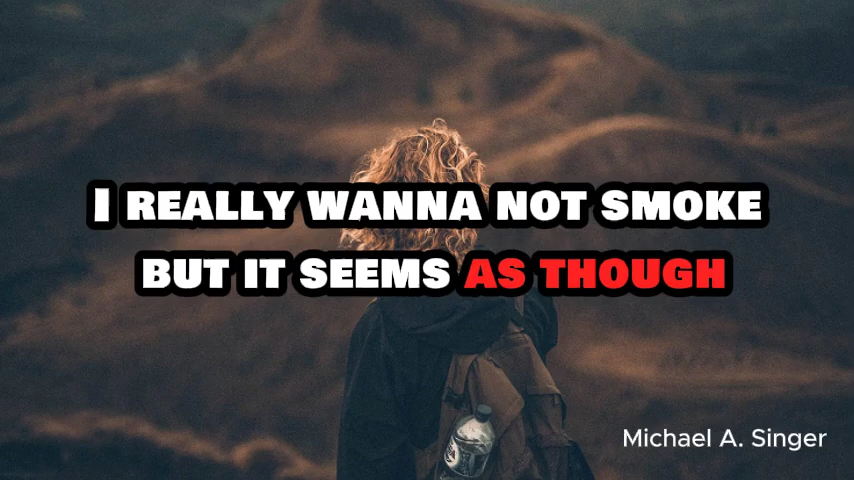 I REALLY WANNA NOT SMOKE
BUT IT SEEMS AS THOUGH
Michael A. Singer